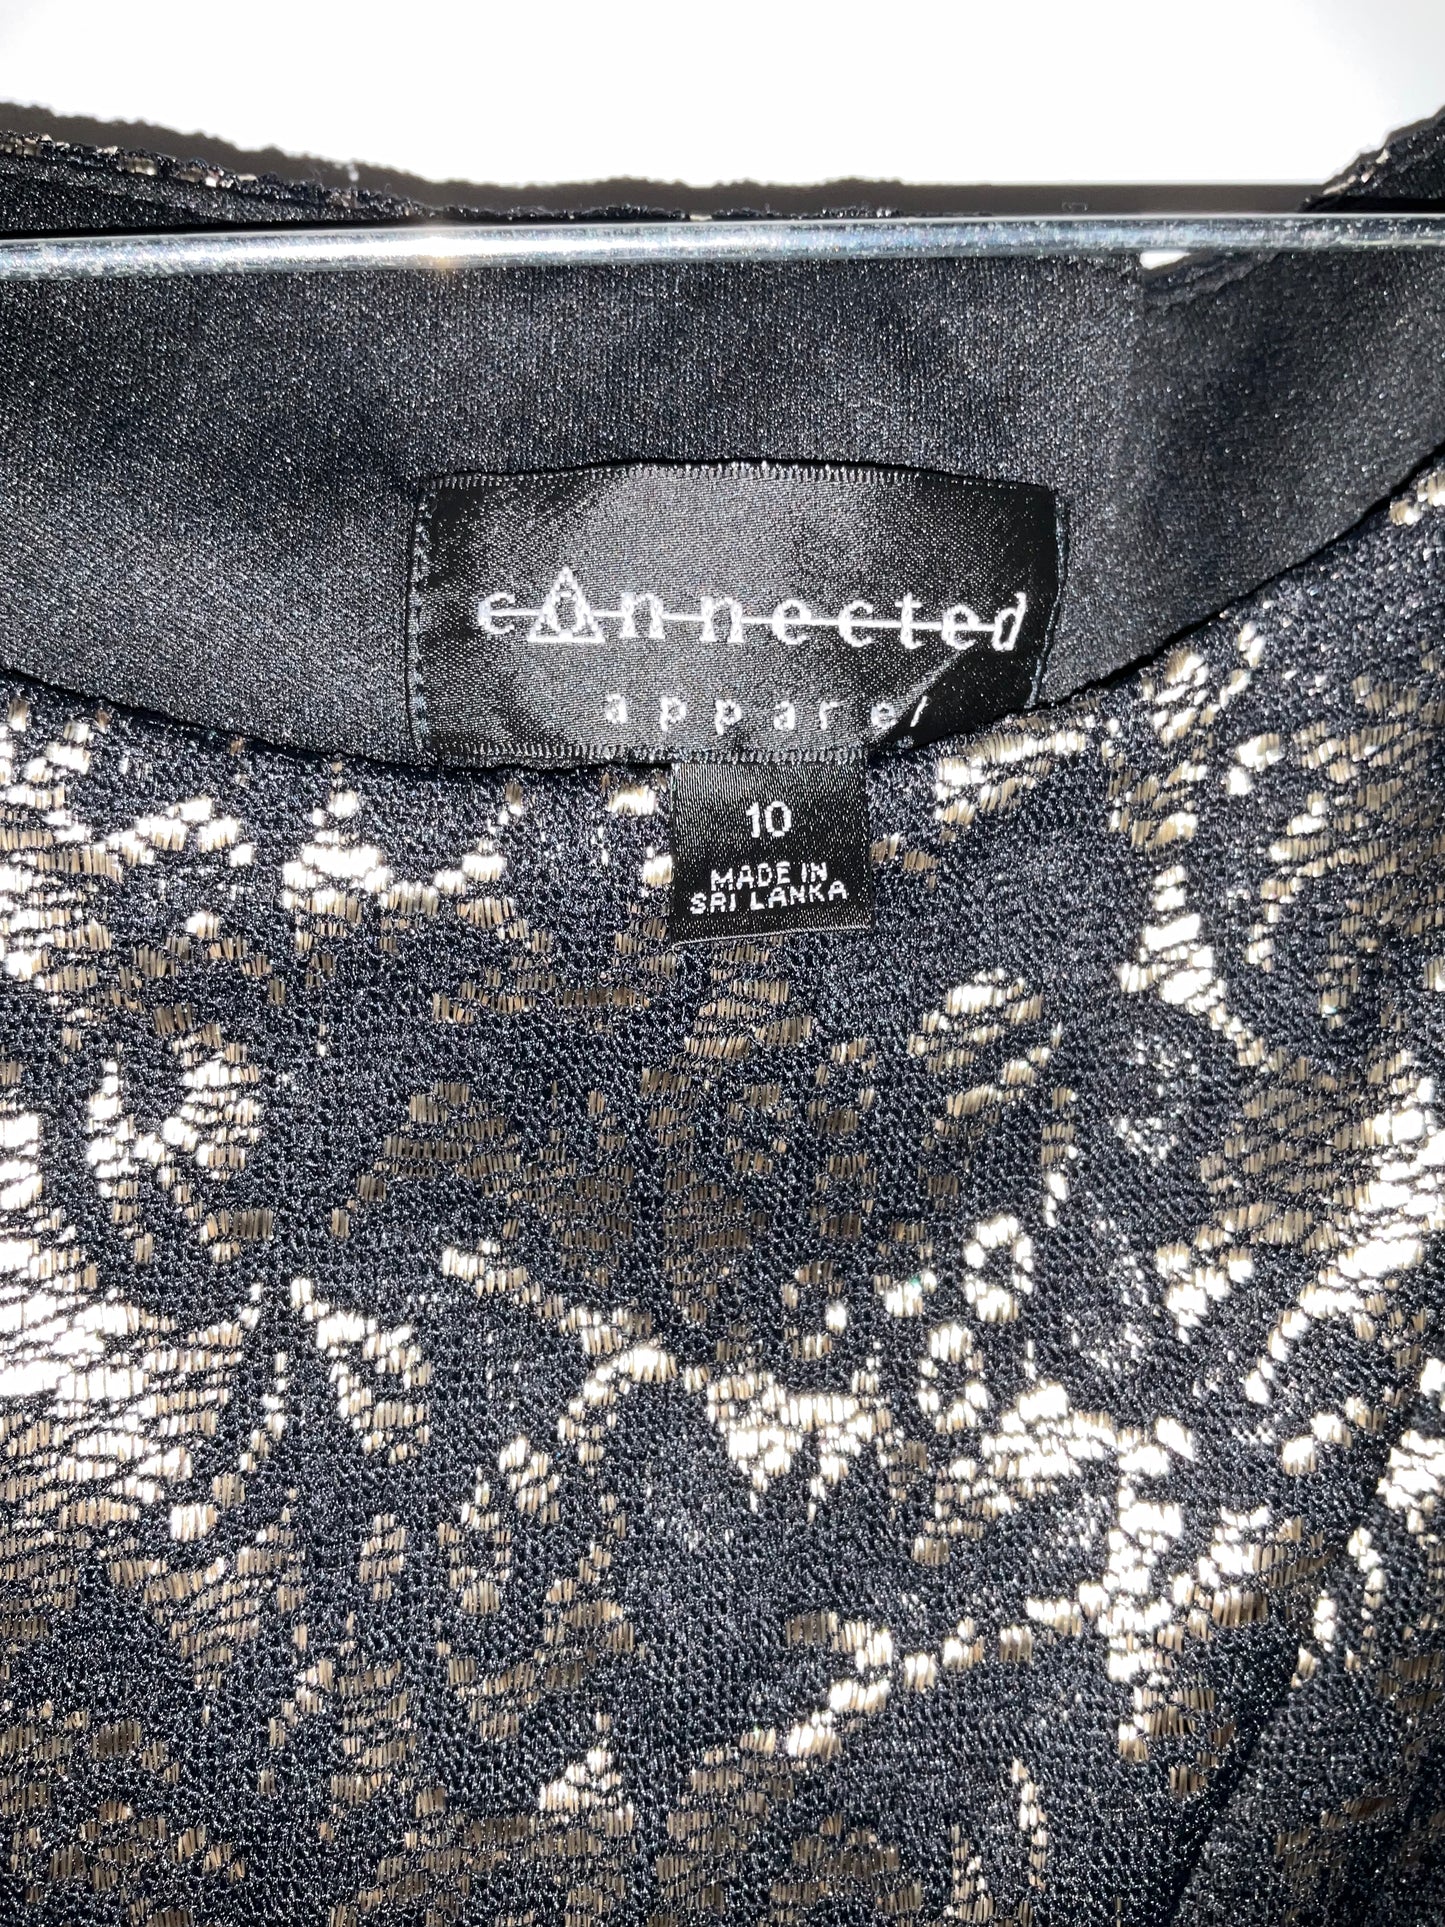 connected
apparel
10
MADE IN
SRI LANKA